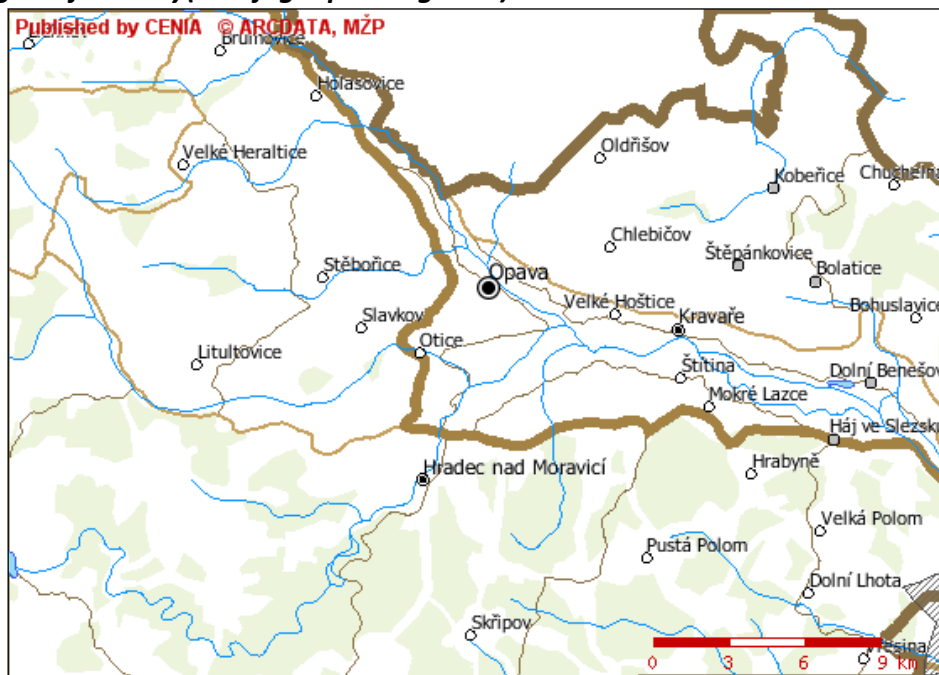 Published by CENIA © ARCDATA, MŽP
Brumovice
Holasovice
Velké Heraltice
Oldřišov
Kobeřice
Chuchelná
Chlebičov
Štěpánkovice
Stěbořice
Opava
Bolatice
Velké Hoštice
Bohuslavice
Slavkov
Kravaře
Otice
Litultovice
Štítina
Dolní Benešov
Mokré Lazce
Háj ve Slezsku
Hradec nad Moravicí
Hrabyně
Velká Polom
Pustá Polom
Dolní Lhota
Skřipov
Vřesina
0 3 6 9 km